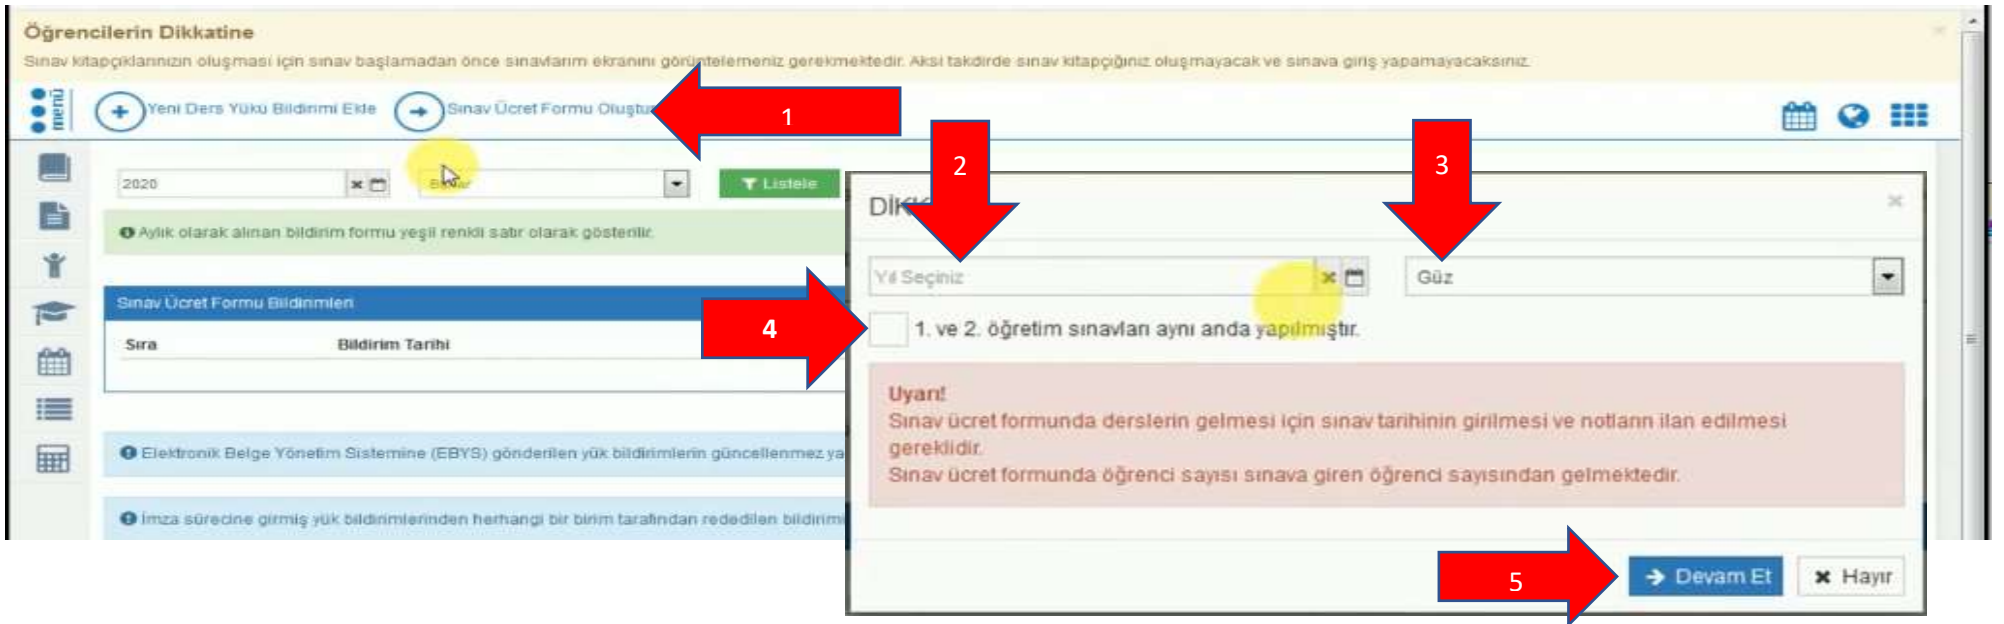 Öğrencilerin Dikkatine
Sınav kitapçıklarınızın oluşması için sınav başlamadan önce sınavlarım ekranını görüntelemeniz gerekmektedir. Aksi takdirde sınav kitapçığınız oluşmayacak ve sınava giriş yapamayacaksınız.
menü
Yeni Ders Yükü Bildirimi Ekle
Sınav Ücret Formu Oluştur
1
2
3
2020
Listele
Aylık olarak alınan bildirim formu yeşil renkli satır olarak gösterilir.
Sınav Ücret Formu Bildirimleri
Sıra Bildirim Tarihi
Elektronik Belge Yönetim Sistemine (EBYS) gönderilen yük bildirimlerin güncellenmez ya
İmza sürecine girmiş yük bildirimlerinden herhangi bir birim tarafından rededilen bildirimi
Yıl Seçiniz
Güz
4
1. ve 2. öğretim sınavları aynı anda yapılmıştır.
Uyarı!
Sınav ücret formunda derslerin gelmesi için sınav tarihinin girilmesi ve notların ilan edilmesi
gereklidir.
Sınav ücret formunda öğrenci sayısı sınava giren öğrenci sayısından gelmektedir.
5
Devam Et
Hayır